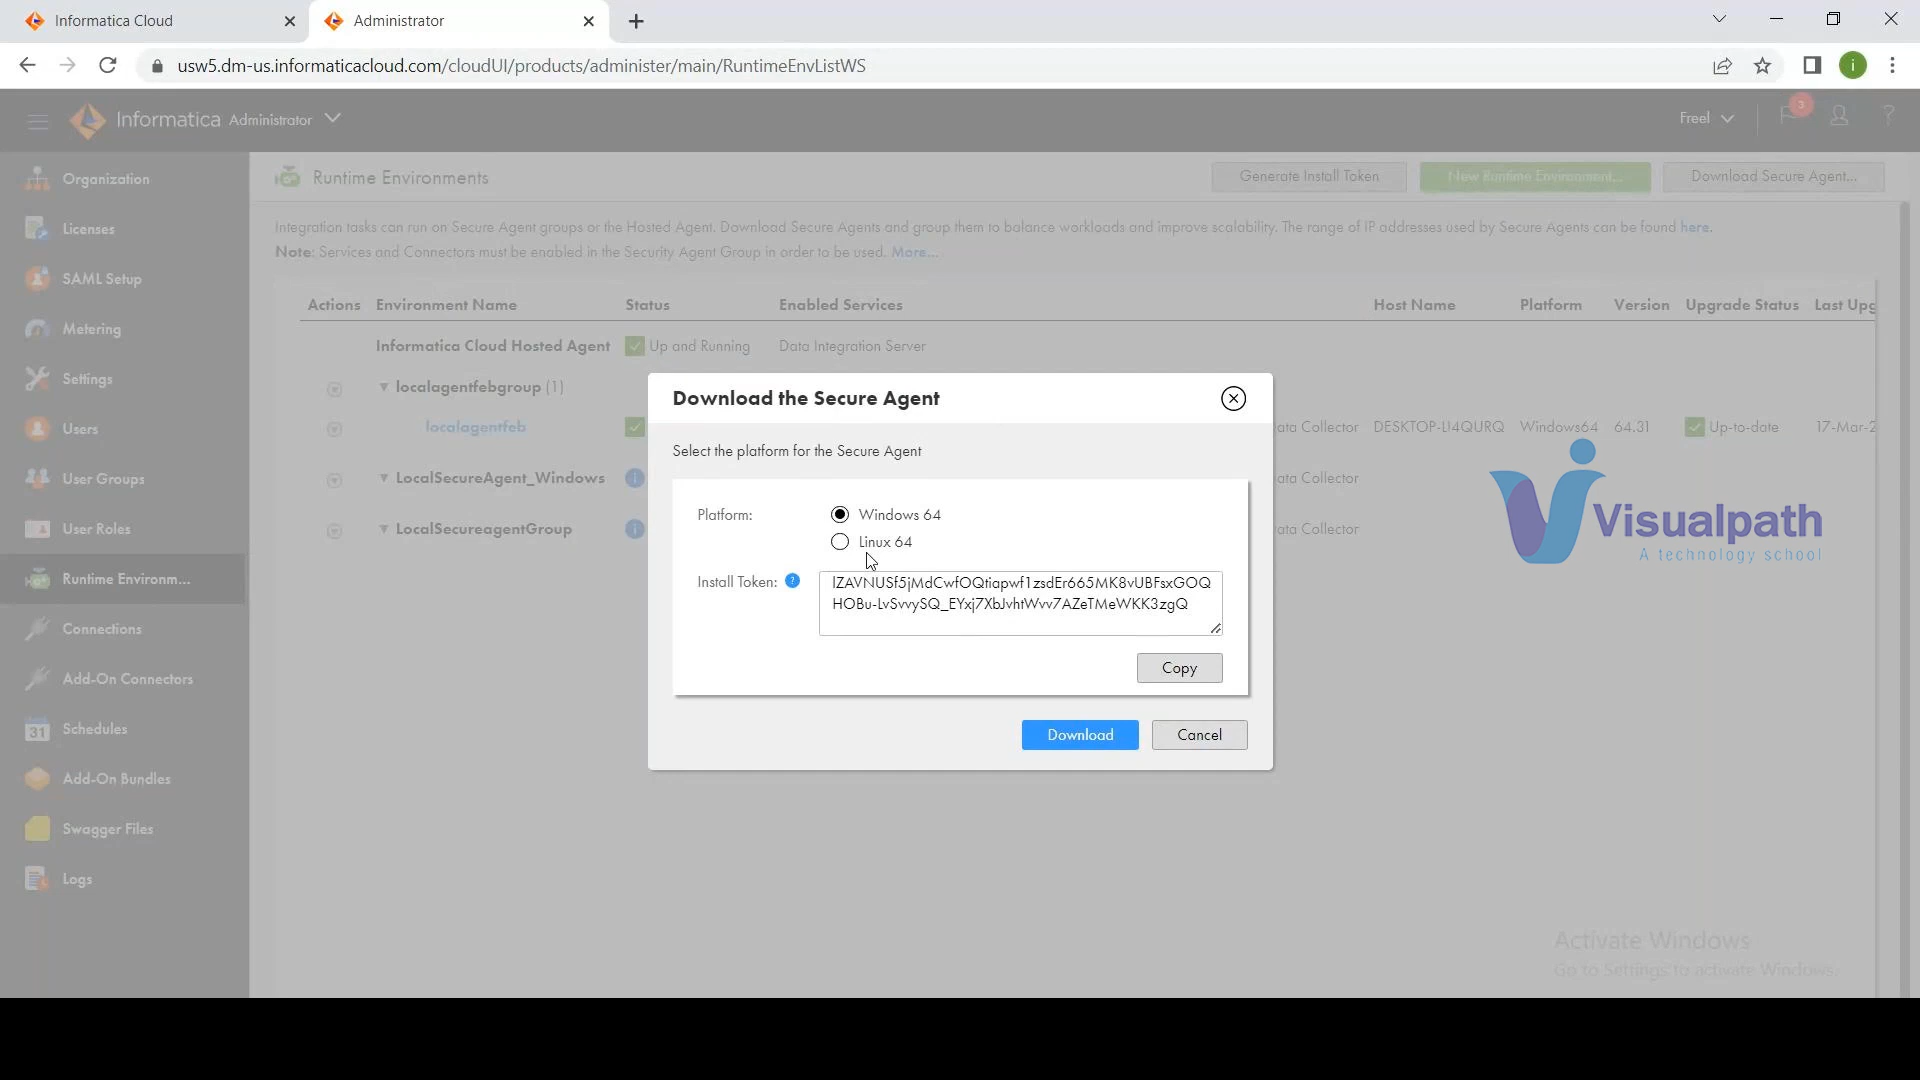 Informatica Cloud
Administrator
usw5.dm-us.informaticacloud.com/cloudUI/products/administer/main/RuntimeEnvListWS
i
Informatica Administrator
Freel
3
?
Organization
Licenses
SAML Setup
Metering
Settings
Users
User Groups
User Roles
Runtime Environm...
Connections
Add-On Connectors
31 Schedules
Add-On Bundles
Swagger Files
Logs
Runtime Environments
Generate Install Token
New Runtime Environment...
Download Secure Agent...
Integration tasks can run on Secure Agent groups or the Hosted Agent. Download Secure Agents and group them to balance workloads and improve scalability. The range of IP addresses used by Secure Agents can be found here.
Note: Services and Connectors must be enabled in the Security Agent Group in order to be used. More...
Actions Environment Name Status Enabled Services Host Name Platform Version Upgrade Status Last Upg
Informatica Cloud Hosted Agent Up and Running Data Integration Server
localagentfebgroup (1)
localagentfeb ata Collector DESKTOP-LI4QURQ Windows64 64.31 Up-to-date 17-Mar-2
LocalSecureAgent_Windows i ata Collector
LocalSecureagentGroup i ata Collector
Download the Secure Agent
Select the platform for the Secure Agent
Platform:
Windows 64
Linux 64
Install Token: ?
lZAVNUSf5jMdCwfOQtiapwf1zsdEr665MK8vUBFsxGOQ
HOBu-LvSvvySQ_EYxj7XbJvhtWvv7AZeTMeWKK3zgQ
Copy
Download
Cancel
Visualpath
A technology school
Activate Windows
Go to Settings to activate Windows.